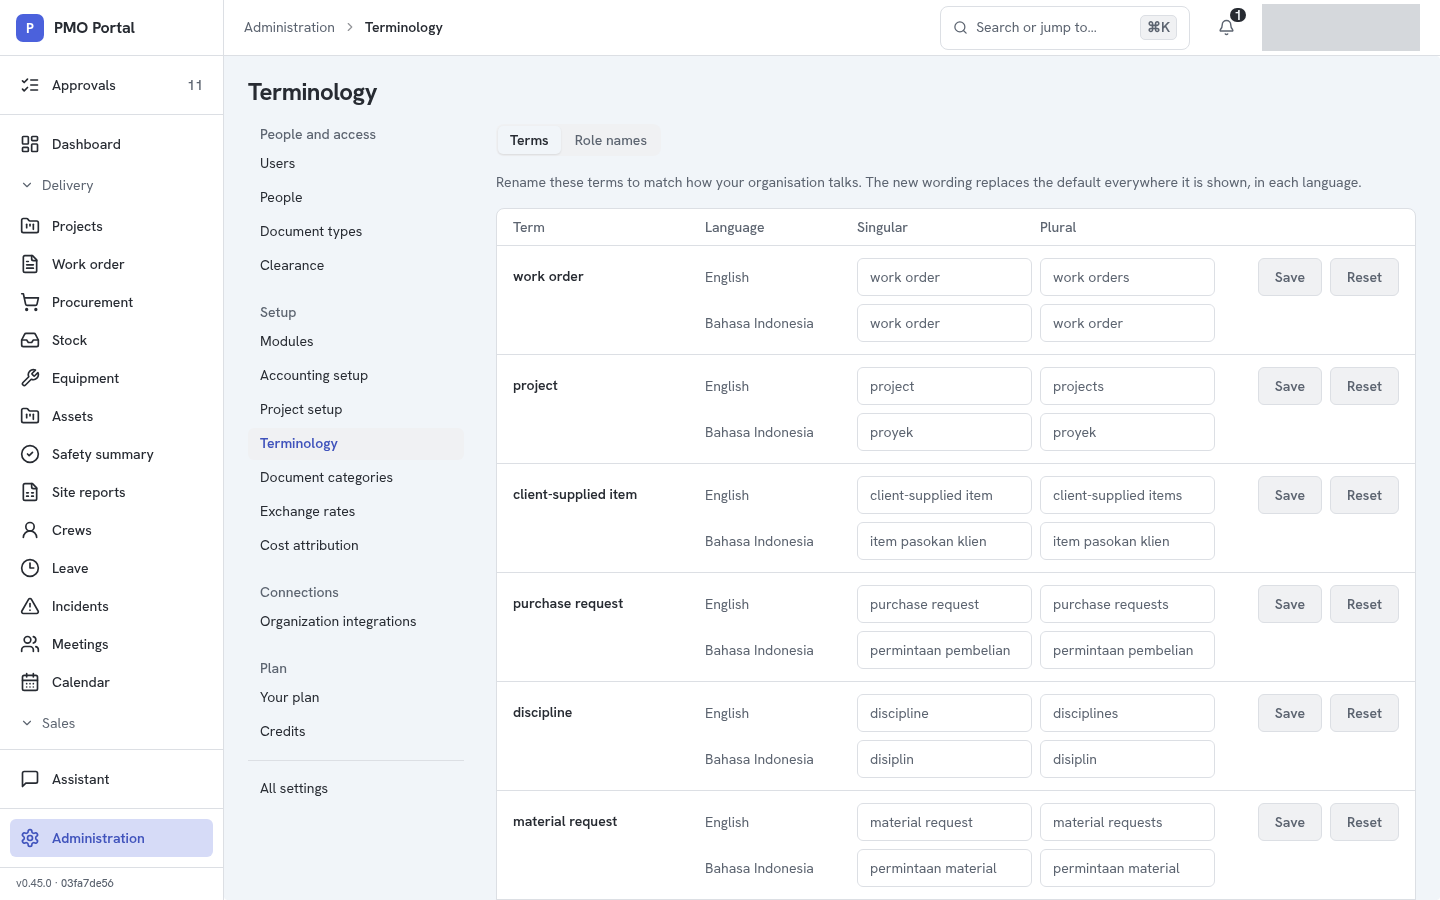 P PMO Portal
Administration > Terminology
Search or jump to... ⌘K
1
Approvals 11
Dashboard
Delivery
Projects
Work order
Procurement
Stock
Equipment
Assets
Safety summary
Site reports
Crews
Leave
Incidents
Meetings
Calendar
Sales
Assistant
Administration
v0.45.0 · 03fa7de56
Terminology
People and access
Users
People
Document types
Clearance
Setup
Modules
Accounting setup
Project setup
Terminology
Document categories
Exchange rates
Cost attribution
Connections
Organization integrations
Plan
Your plan
Credits
All settings
Terms Role names
Rename these terms to match how your organisation talks. The new wording replaces the default everywhere it is shown, in each language.
Term Language Singular Plural
work order English work order work orders Save Reset
Bahasa Indonesia work order work order
project English project projects Save Reset
Bahasa Indonesia proyek proyek
client-supplied item English client-supplied item client-supplied items Save Reset
Bahasa Indonesia item pasokan klien item pasokan klien
purchase request English purchase request purchase requests Save Reset
Bahasa Indonesia permintaan pembelian permintaan pembelian
discipline English discipline disciplines Save Reset
Bahasa Indonesia disiplin disiplin
material request English material request material requests Save Reset
Bahasa Indonesia permintaan material permintaan material